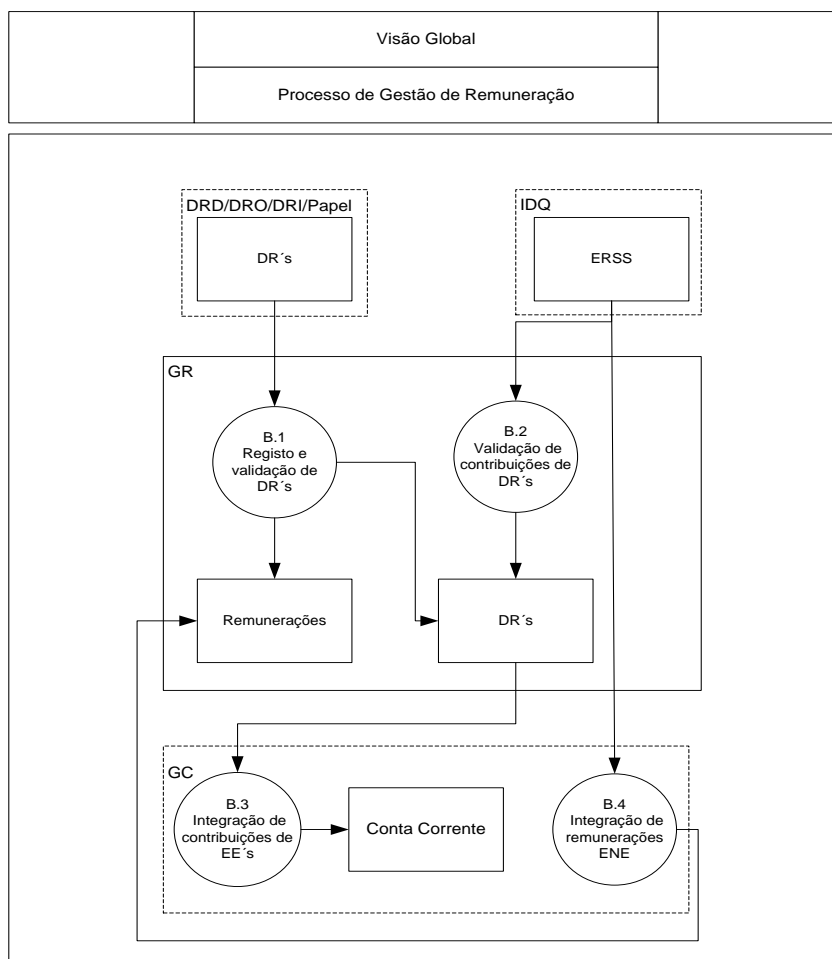 Visão Global
Processo de Gestão de Remuneração
DRD/DRO/DRI/Papel
DR´s
IDQ
ERSS
GR
B.1
Registo e
validação de
DR´s
B.2
Validação de
contribuições de
DR´s
Remunerações
DR´s
GC
B.3
Integração de
contribuições de
EE´s
Conta Corrente
B.4
Integração de
remunerações
ENE